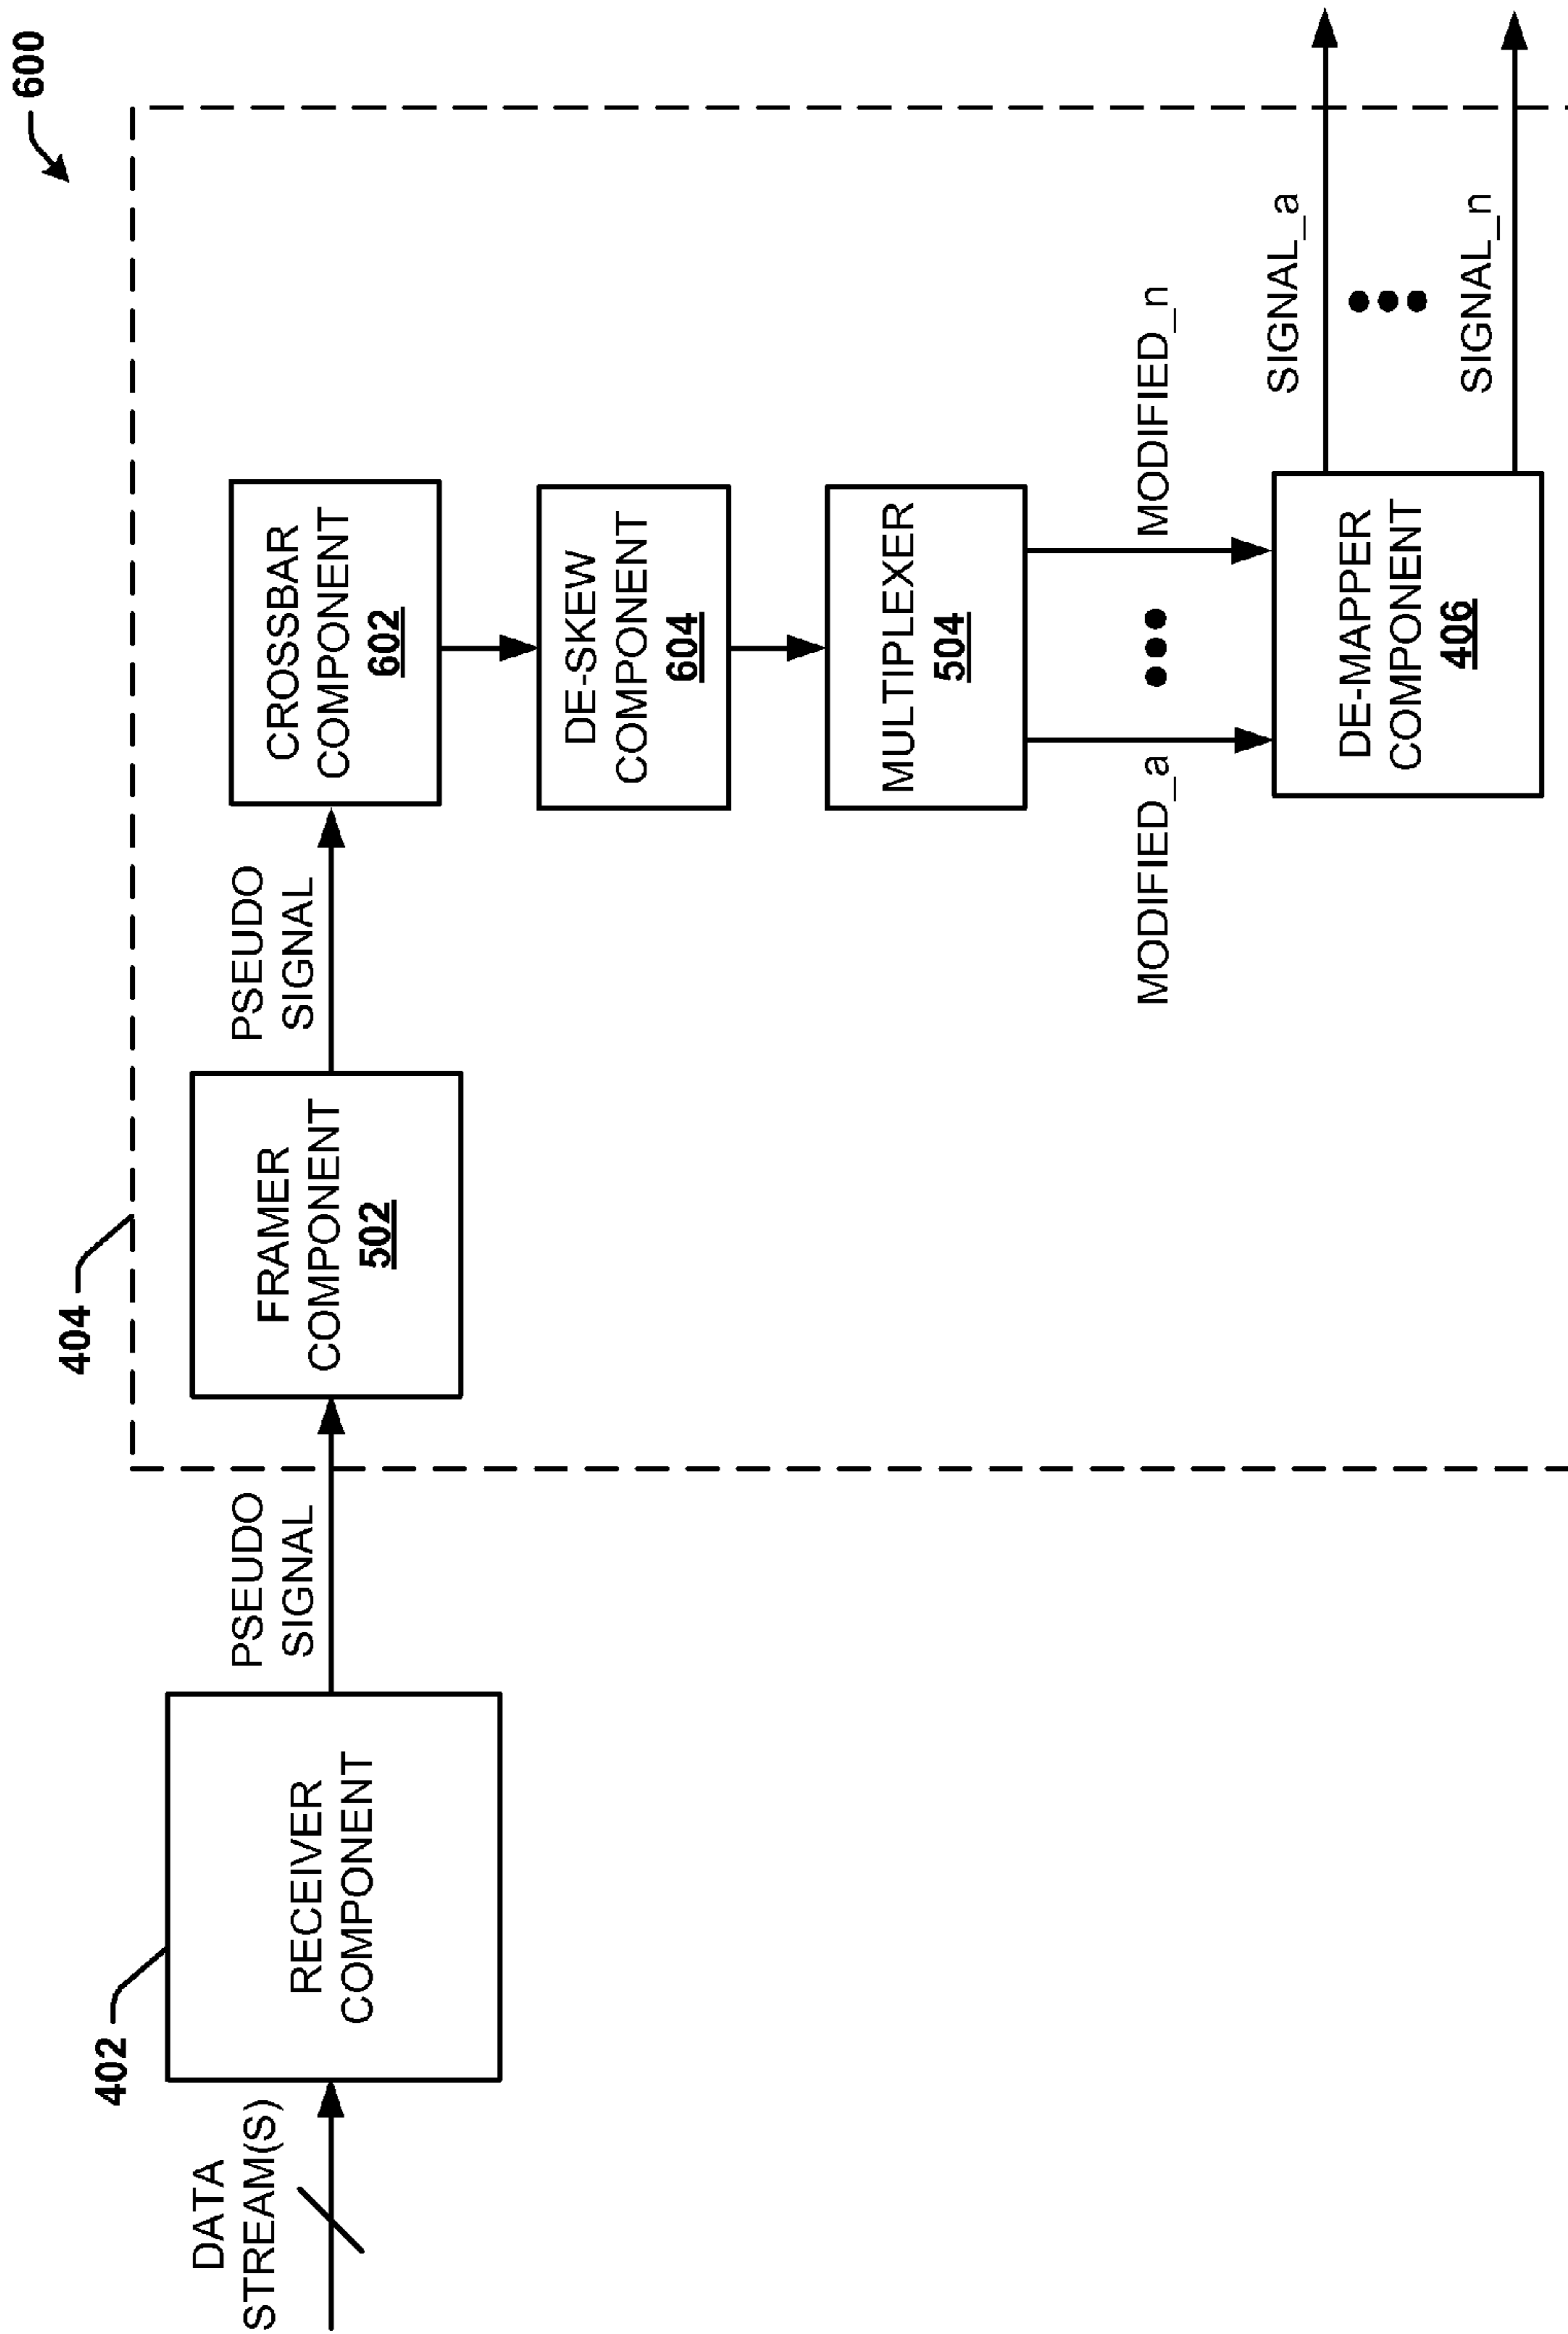 600
404
402
DATA
STREAM(S)
RECEIVER
COMPONENT
PSEUDO
SIGNAL
FRAMER
COMPONENT
502
PSEUDO
SIGNAL
CROSSBAR
COMPONENT
602
DE-SKEW
COMPONENT
604
MULTIPLEXER
504
MODIFIED_a
MODIFIED_n
DE-MAPPER
COMPONENT
406
SIGNAL_a
SIGNAL_n